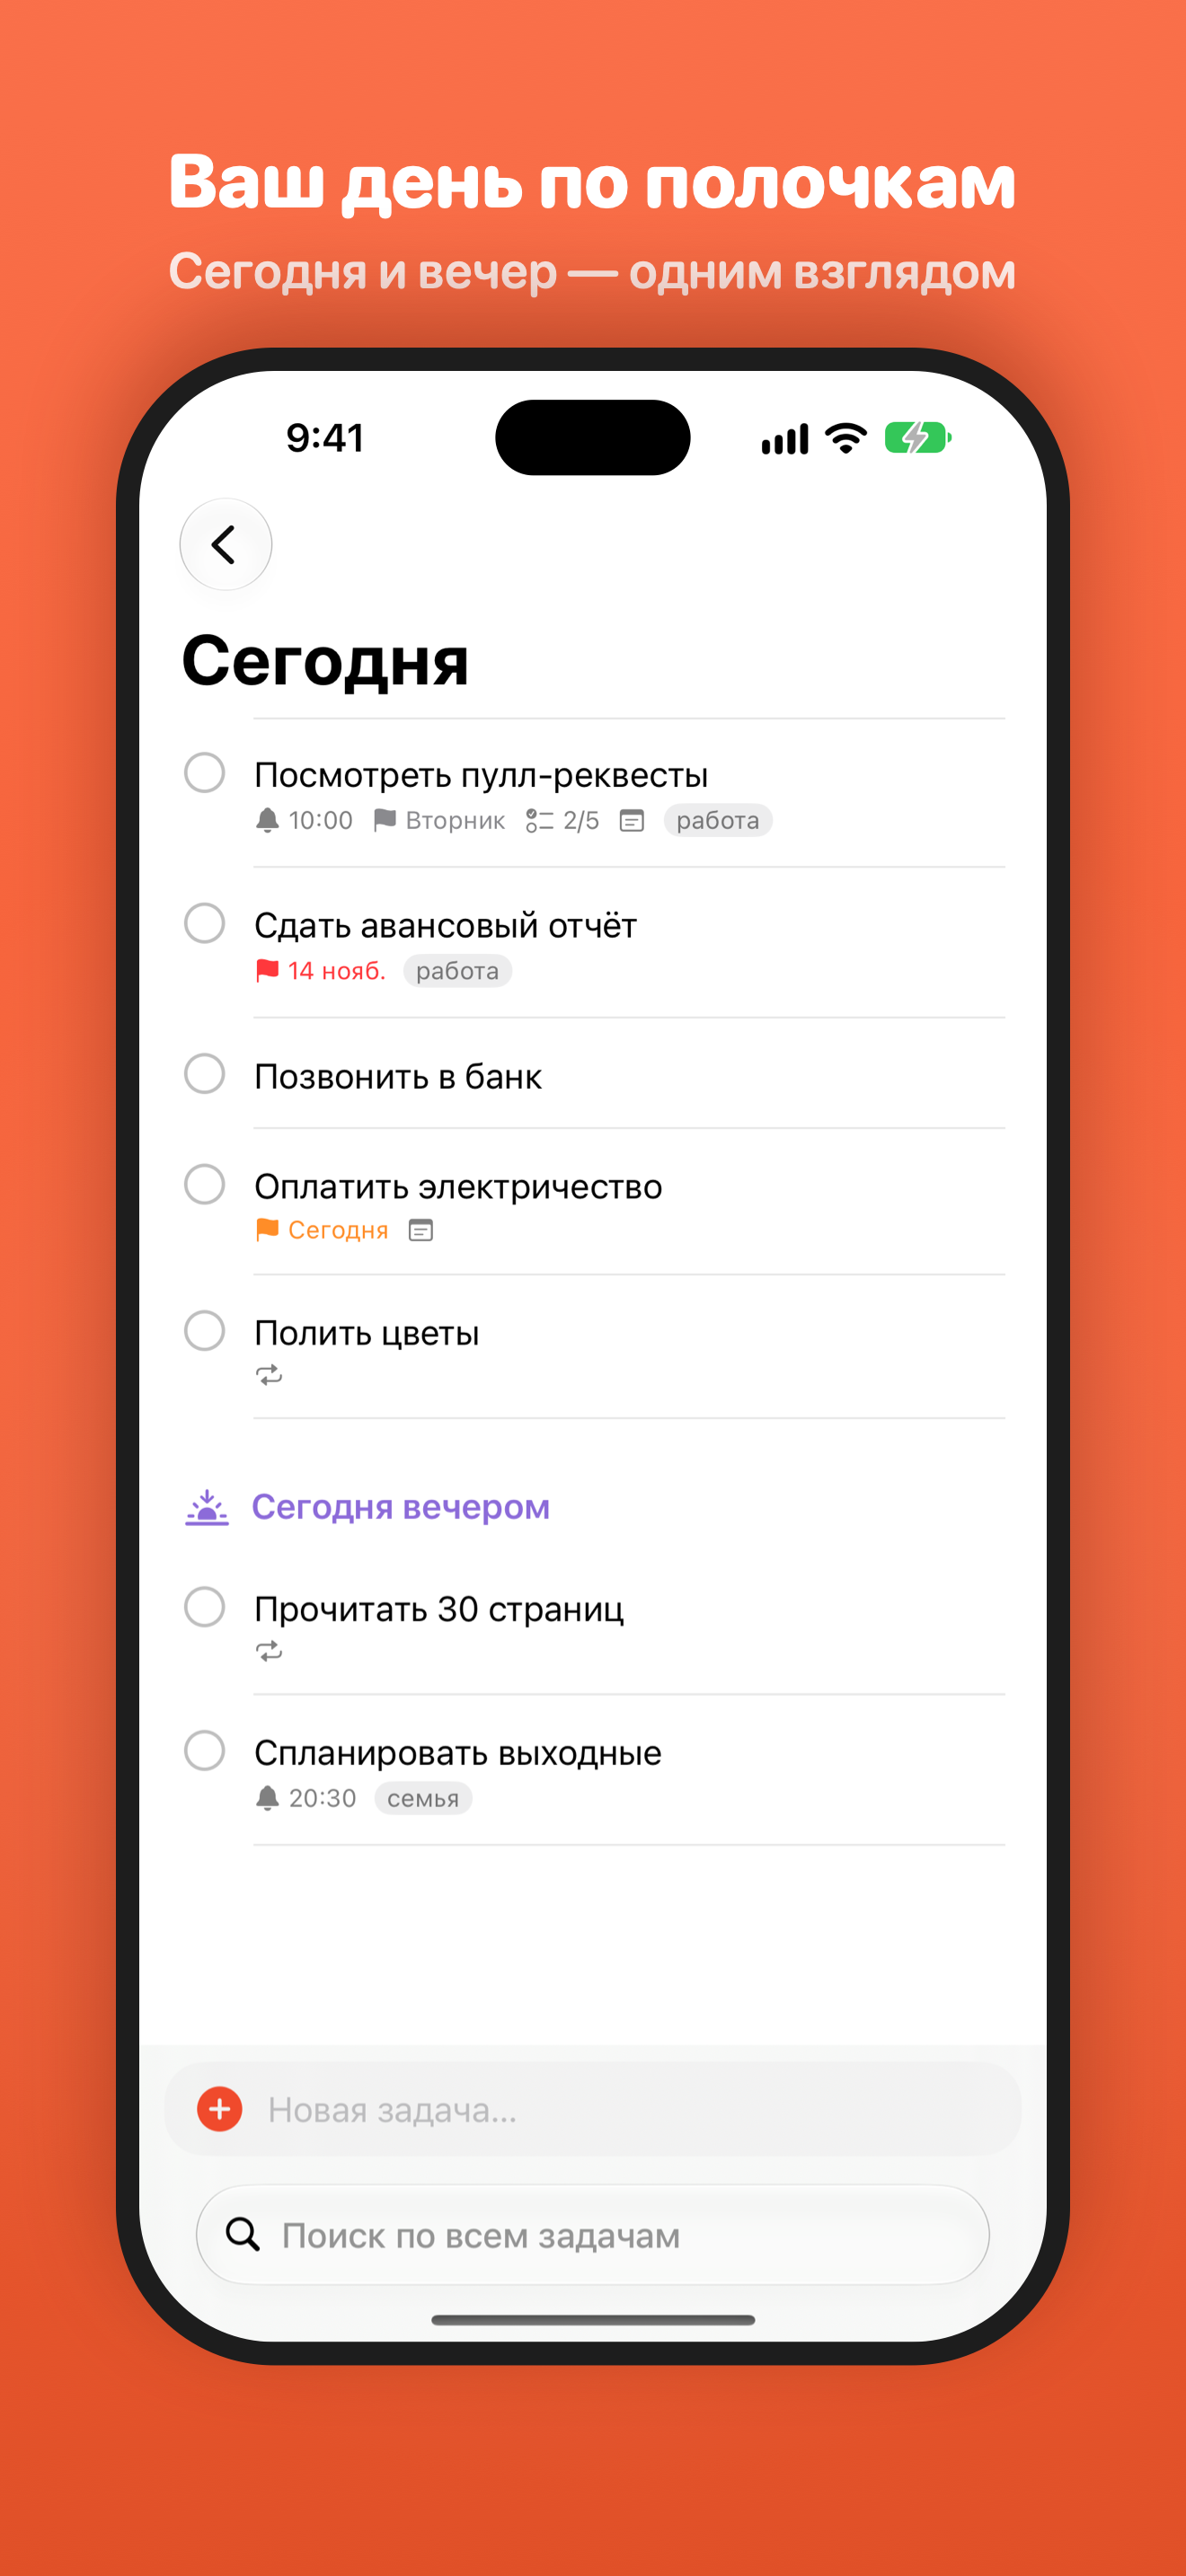 Ваш день по полочкам
Сегодня и вечер — одним взглядом
9:41
Сегодня
Посмотреть пулл-реквесты
10:00 Вторник 2/5 работа
Сдать авансовый отчёт
14 нояб. работа
Позвонить в банк
Оплатить электричество
Сегодня
Полить цветы
Сегодня вечером
Прочитать 30 страниц
Спланировать выходные
20:30 семья
Новая задача...
Поиск по всем задачам